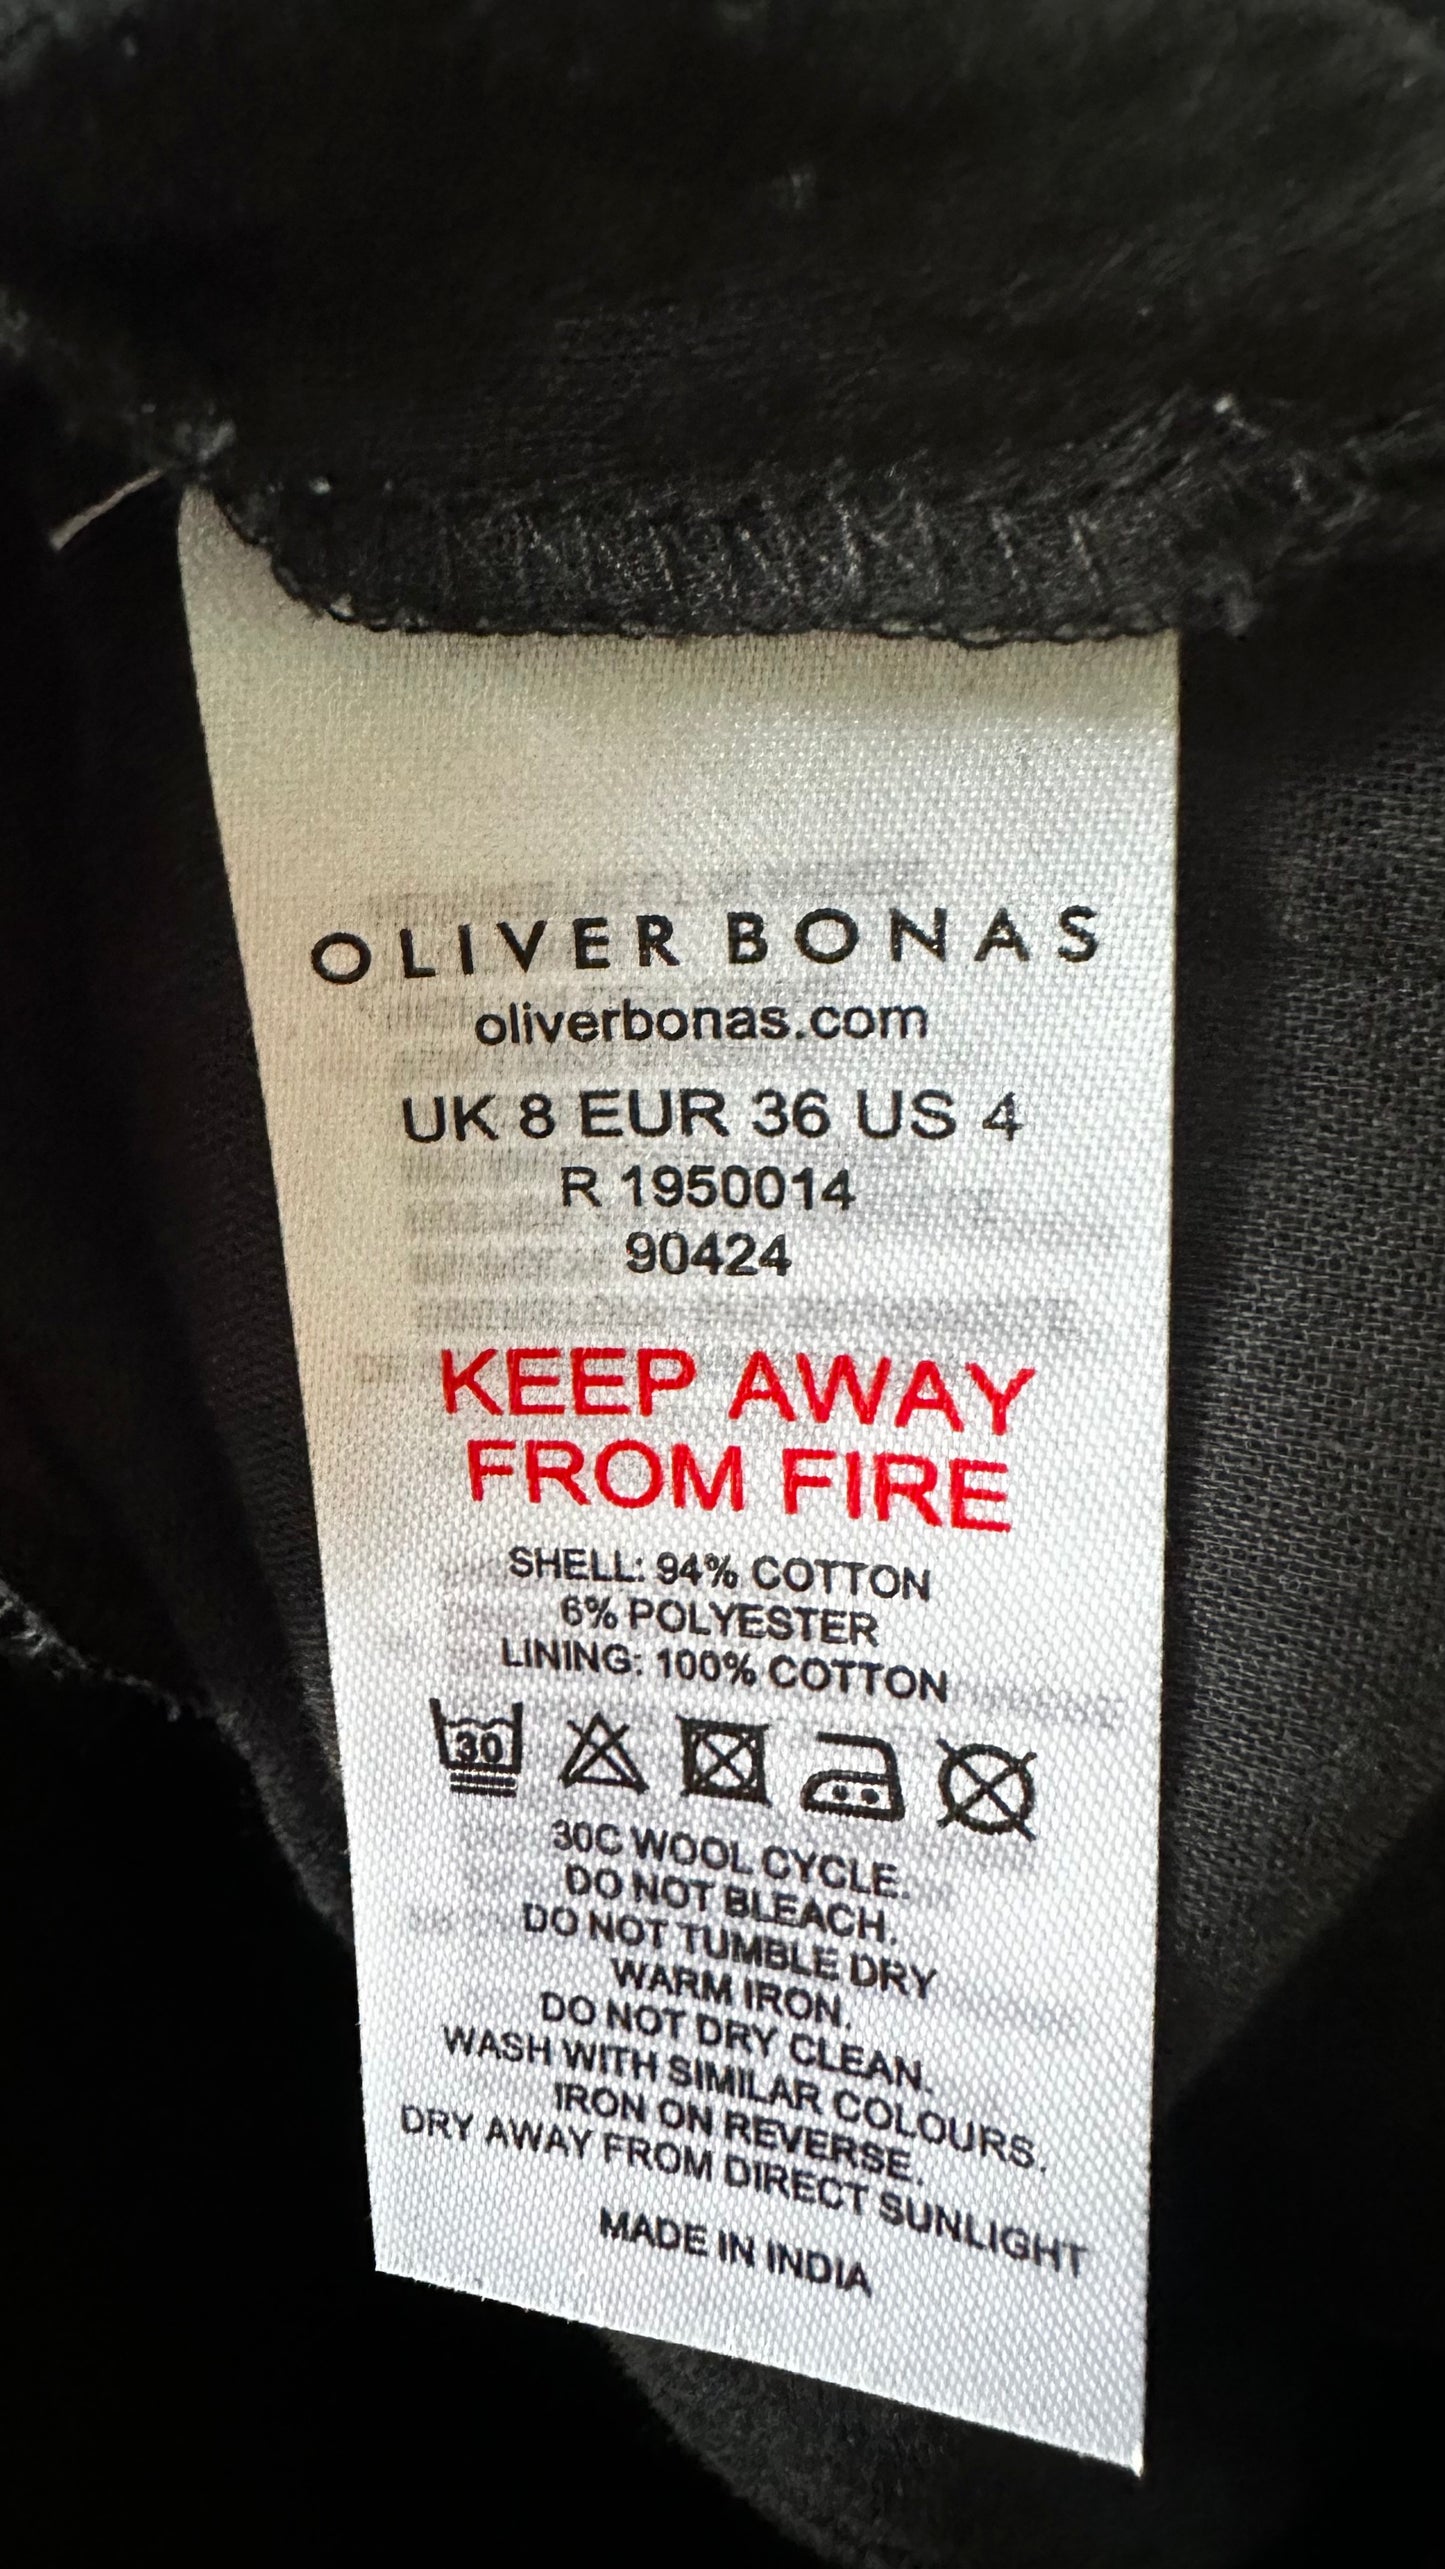 OLIVER BONAS
oliverbonas.com
UK 8 EUR 36 US 4
R 1950014
90424
KEEP AWAY
FROM FIRE
SHELL: 94% COTTON
6% POLYESTER
LINING: 100% COTTON
30
30C WOOL CYCLE.
DO NOT BLEACH.
DO NOT TUMBLE DRY
WARM IRON.
DO NOT DRY CLEAN.
WASH WITH SIMILAR COLOURS.
IRON ON REVERSE.
DRY AWAY FROM DIRECT SUNLIGHT
MADE IN INDIA